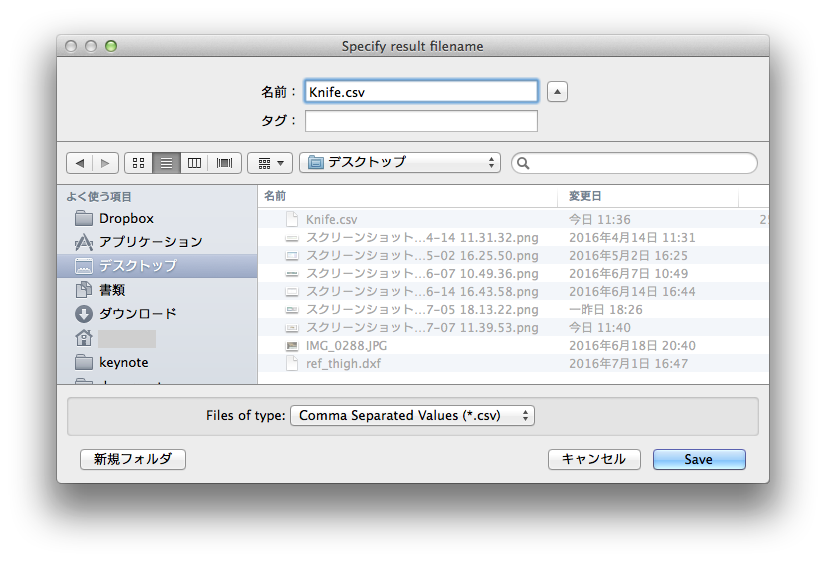 Specify result filename
名前： Knife.csv
タグ：
デスクトップ
よく使う項目 名前 変更日
Dropbox
アプリケーション
デスクトップ
書類
ダウンロード
keynote
Knife.csv 今日 11:36
スクリーンショット...4-14 11.31.32.png 2016年4月14日 11:31
スクリーンショット...5-02 16.25.50.png 2016年5月2日 16:25
スクリーンショット...6-07 10.49.36.png 2016年6月7日 10:49
スクリーンショット...6-14 16.43.58.png 2016年6月14日 16:44
スクリーンショット...7-05 18.13.22.png 一昨日 18:26
スクリーンショット...7-07 11.39.53.png 今日 11:40
IMG_0288.JPG 2016年6月18日 20:40
ref_thigh.dxf 2016年7月1日 16:47
Files of type: Comma Separated Values (*.csv)
新規フォルダ キャンセル Save